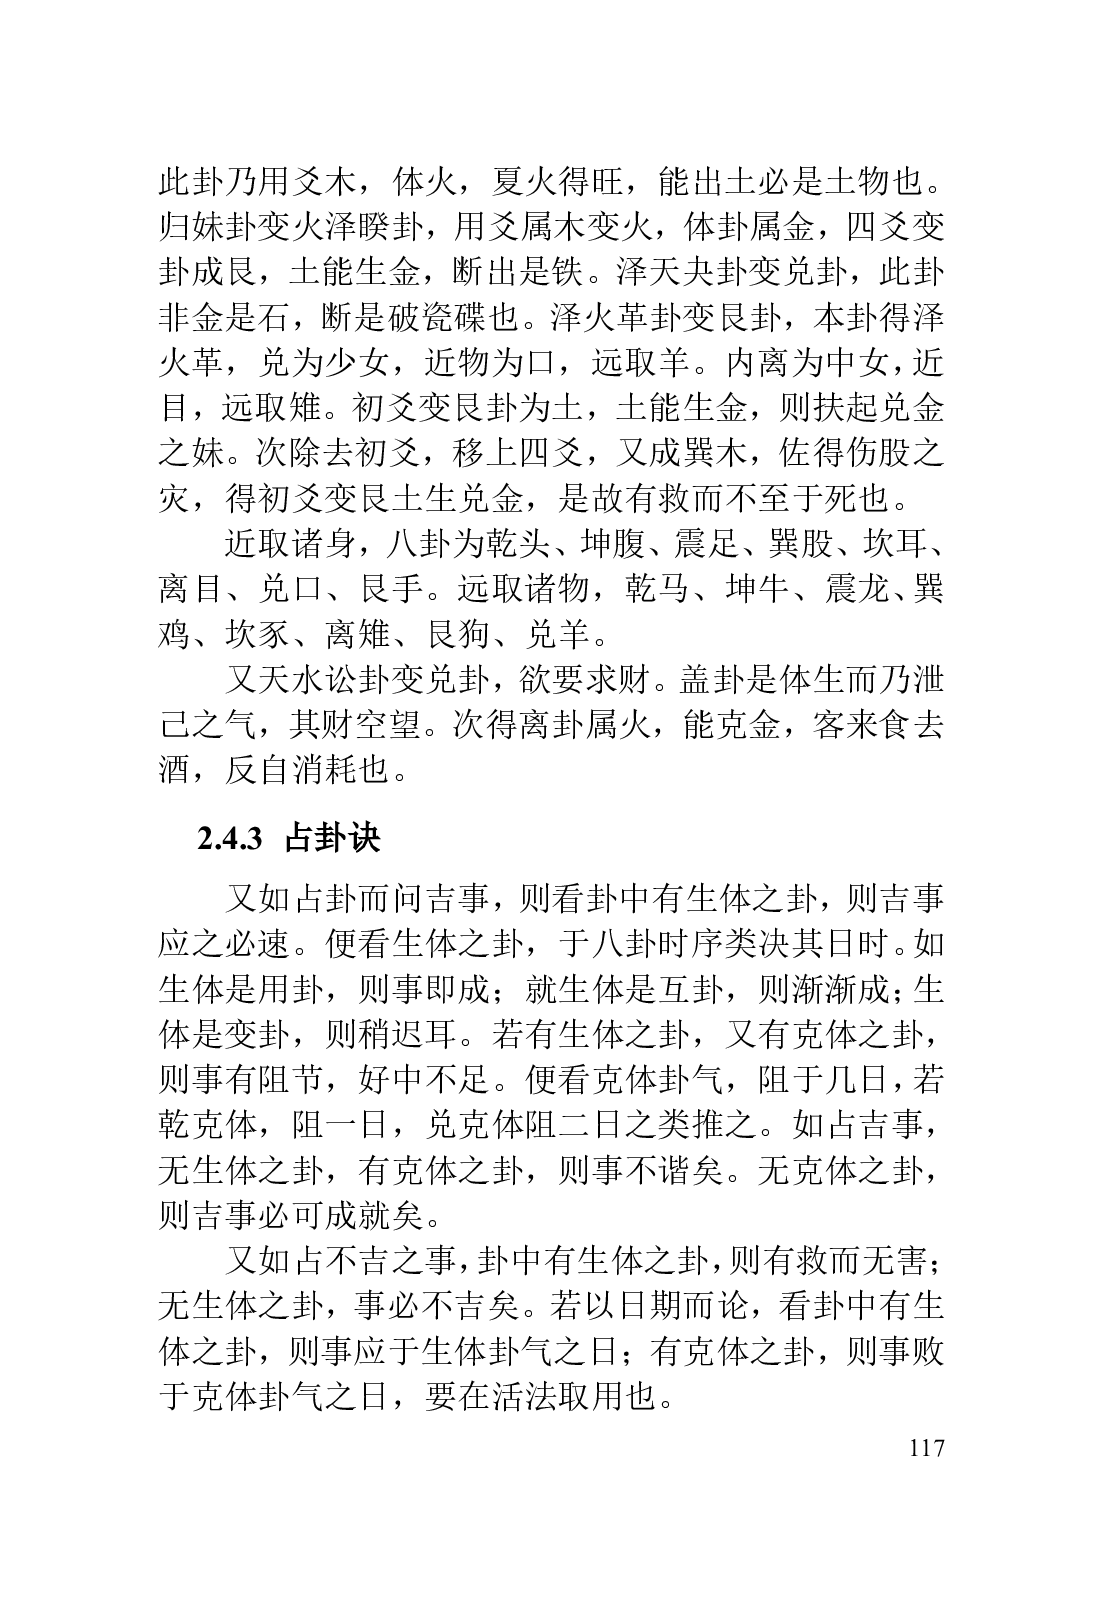 此卦乃用爻木，体火，夏火得旺，能出土必是土物也。
归妹卦变火泽睽卦，用爻属木变火，体卦属金，四爻变
卦成艮，土能生金，断出是铁。泽天夬卦变兑卦，此卦
非金是石，断是破瓷碟也。泽火革卦变艮卦，本卦得泽
火革，兑为少女，近物为口，远取羊。内离为中女，近
目，远取雉。初爻变艮卦为土，土能生金，则扶起兑金
之妹。次除去初爻，移上四爻，又成巽木，佐得伤股之
灾，得初爻变艮土生兑金，是故有救而不至于死也。
近取诸身，八卦为乾头、坤腹、震足、巽股、坎耳、
离目、兑口、艮手。远取诸物，乾马、坤牛、震龙、巽
鸡、坎豕、离雉、艮狗、兑羊。
又天水讼卦变兑卦，欲要求财。盖卦是体生而乃泄
己之气，其财空望。次得离卦属火，能克金，客来食去
酒，反自消耗也。
2.4.3 占卦诀
又如占卦而问吉事，则看卦中有生体之卦，则吉事
应之必速。便看生体之卦，于八卦时序类决其日时。如
生体是用卦，则事即成；就生体是互卦，则渐渐成；生
体是变卦，则稍迟耳。若有生体之卦，又有克体之卦，
则事有阻节，好中不足。便看克体卦气，阻于几日，若
乾克体，阻一日，兑克体阻二日之类推之。如占吉事，
无生体之卦，有克体之卦，则事不谐矣。无克体之卦，
则吉事必可成就矣。
又如占不吉之事，卦中有生体之卦，则有救而无害；
无生体之卦，事必不吉矣。若以日期而论，看卦中有生
体之卦，则事应于生体卦气之日；有克体之卦，则事败
于克体卦气之日，要在活法取用也。
117